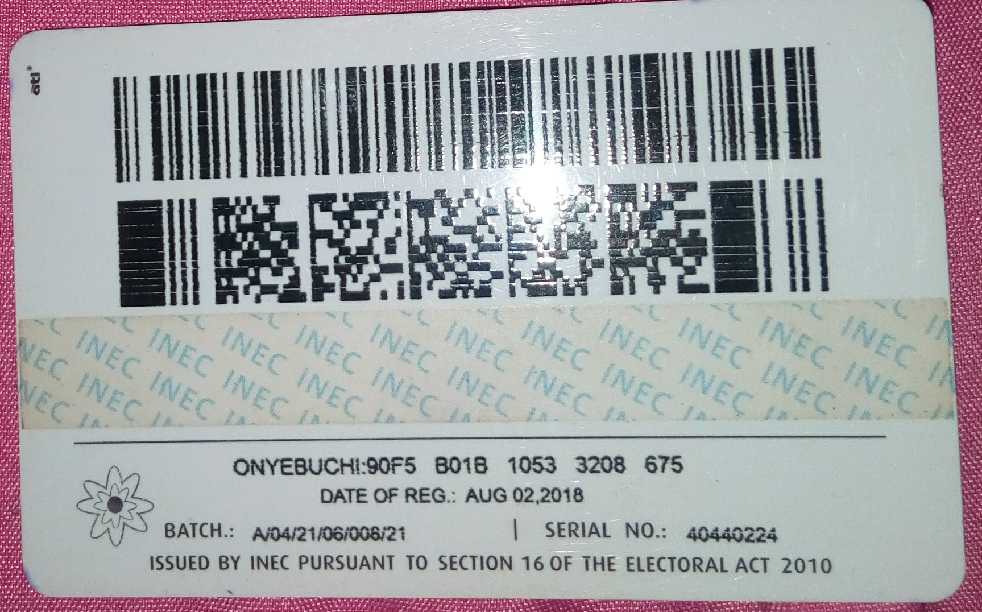 ati
INEC INEC INEC INEC INEC INEC INEC INEC INEC INEC INEC
ONYEBUCHI:90F5 B01B 1053 3208 675
DATE OF REG.: AUG 02,2018
BATCH.: A/04/21/06/008/21 | SERIAL NO.: 40440224
ISSUED BY INEC PURSUANT TO SECTION 16 OF THE ELECTORAL ACT 2010